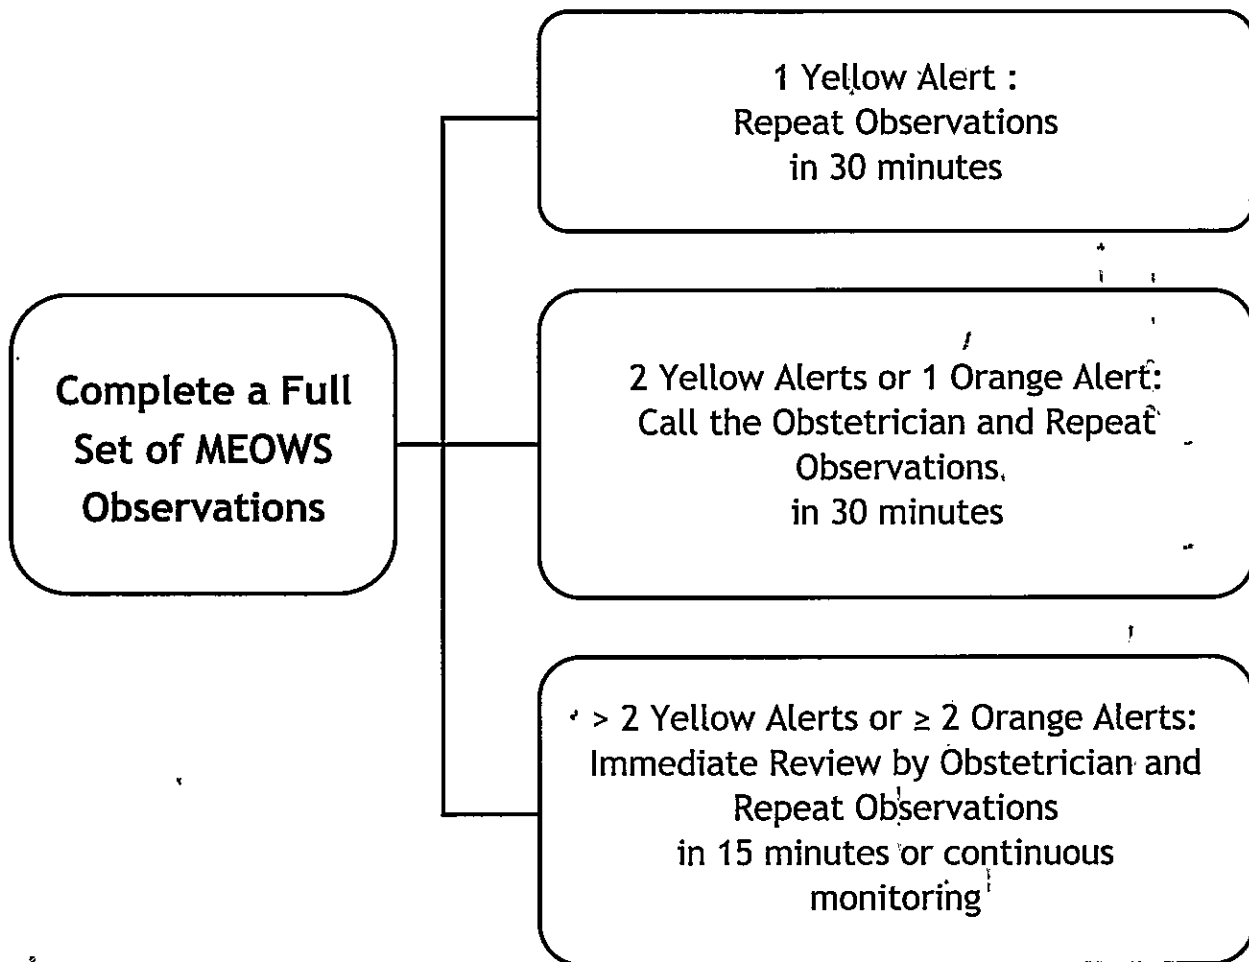 Complete a Full
Set of MEOWS
Observations
1 Yellow Alert :
Repeat Observations
in 30 minutes
2 Yellow Alerts or 1 Orange Alert:
Call the Obstetrician and Repeat
Observations
in 30 minutes
> 2 Yellow Alerts or ≥ 2 Orange Alerts:
Immediate Review by Obstetrician and
Repeat Observations
in 15 minutes or continuous
monitoring